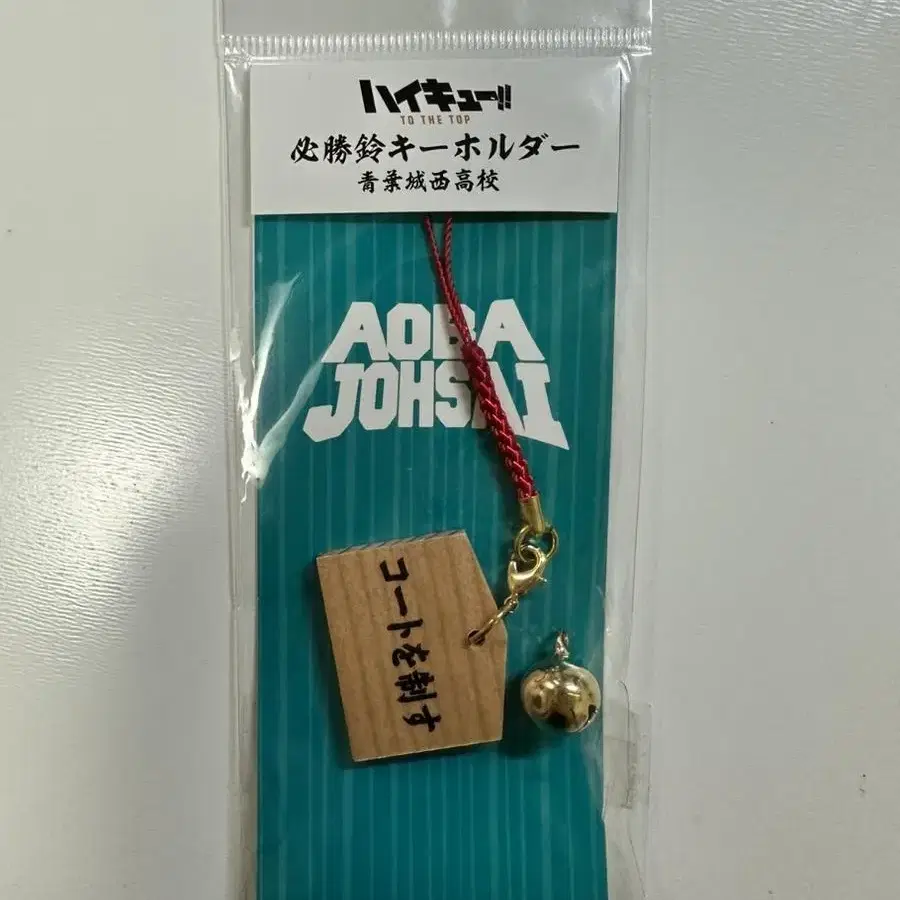 ハイキュー!!
TO THE TOP
必勝鈴キーホルダー
青葉城西高校
AOBA
JOHSAI
コートを制す